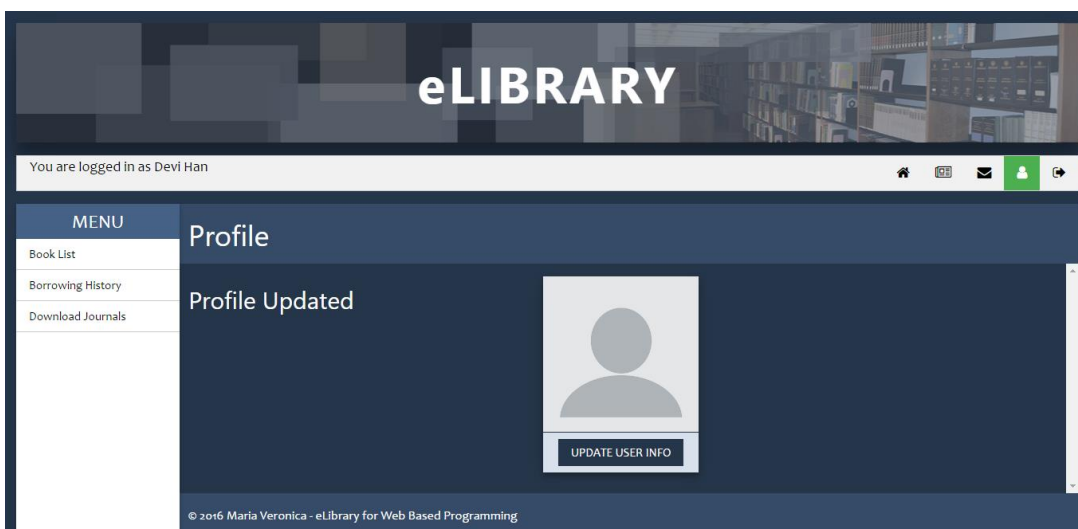 eLIBRARY
You are logged in as Devi Han
MENU
Book List
Borrowing History
Download Journals
Profile
Profile Updated
UPDATE USER INFO
© 2016 Maria Veronica - eLibrary for Web Based Programming